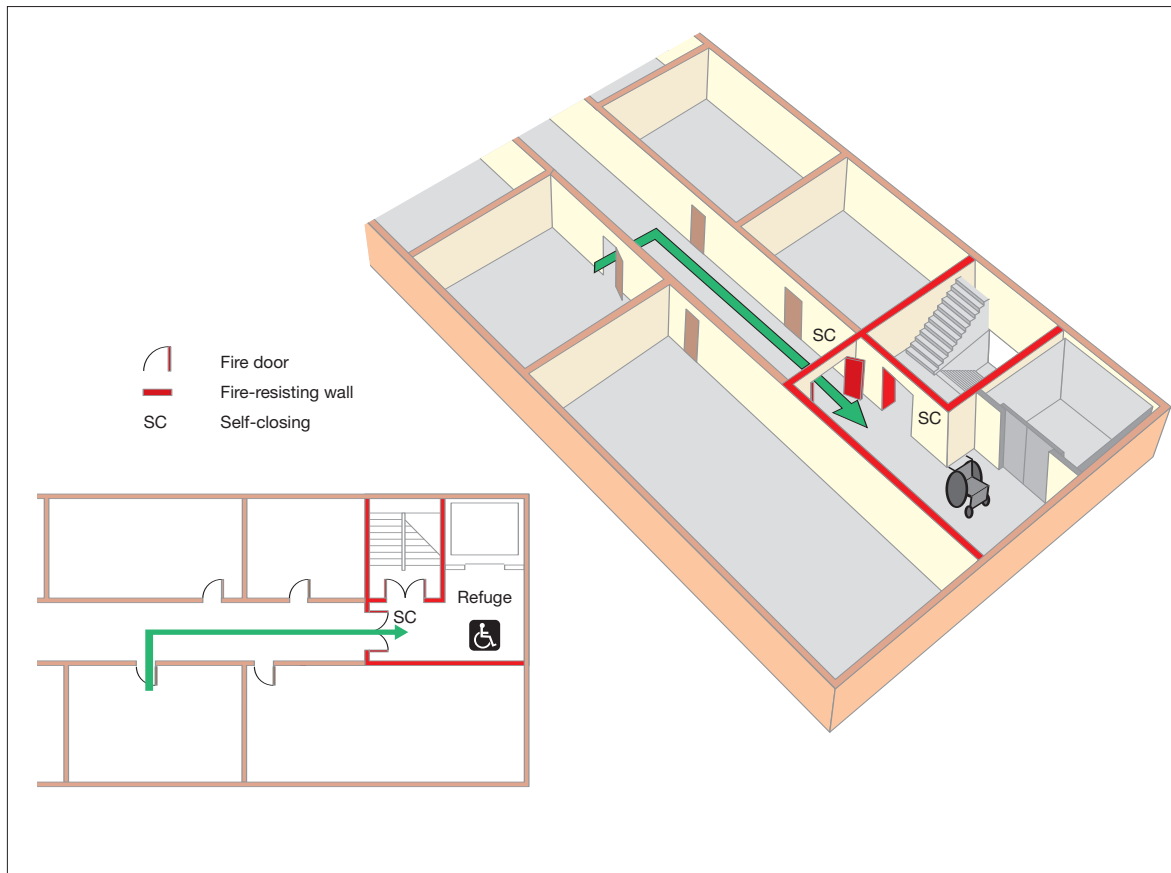 SC
SC
Fire door
Fire-resisting wall
SC Self-closing
Refuge
SC